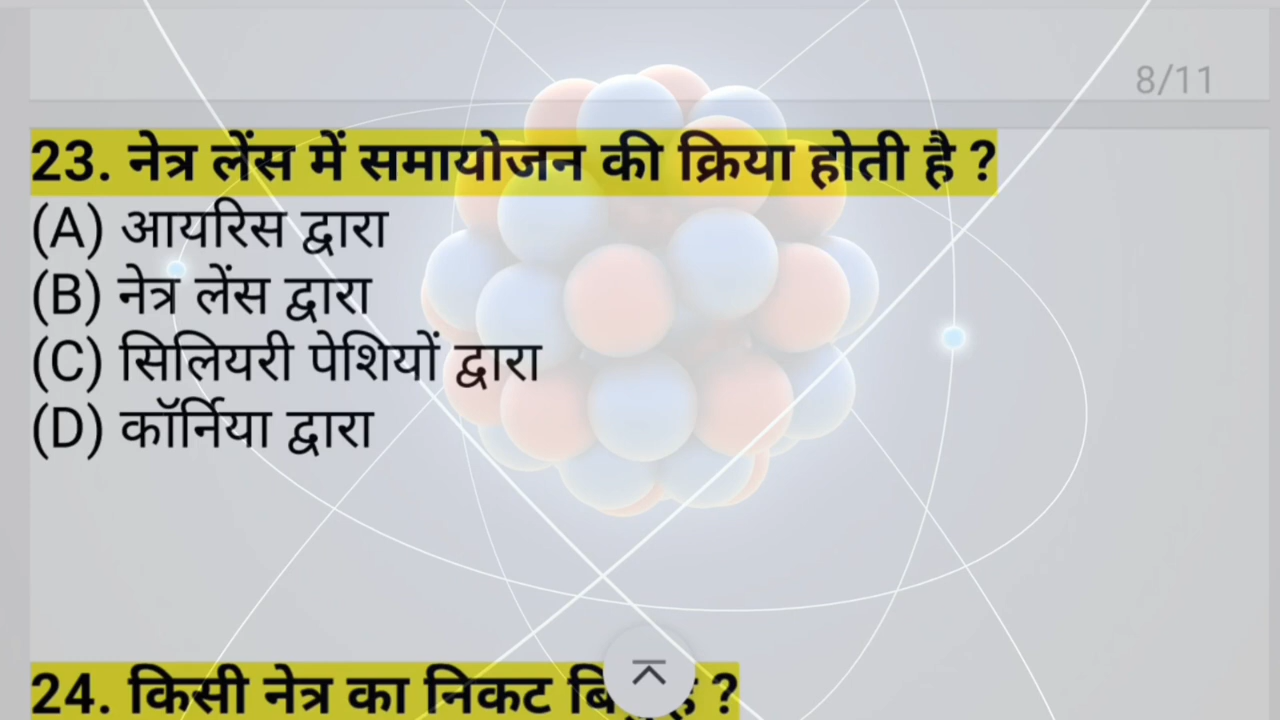 8/11
23. नेत्र लेंस में समायोजन की क्रिया होती है ?
(A) आयरिस द्वारा
(B) नेत्र लेंस द्वारा
(C) सिलियरी पेशियों द्वारा
(D) कॉर्निया द्वारा
24. किसी नेत्र का निकट ?